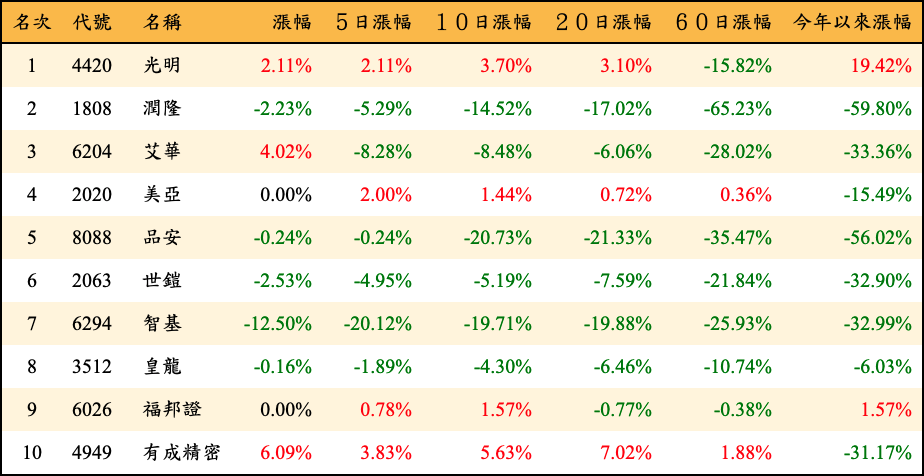 名次 代號 名稱 漲幅 ５日漲幅 １０日漲幅 ２０日漲幅 ６０日漲幅 今年以來漲幅
1 4420 光明 2.11% 2.11% 3.70% 3.10% -15.82% 19.42%
2 1808 潤隆 -2.23% -5.29% -14.52% -17.02% -65.23% -59.80%
3 6204 艾華 4.02% -8.28% -8.48% -6.06% -28.02% -33.36%
4 2020 美亞 0.00% 2.00% 1.44% 0.72% 0.36% -15.49%
5 8088 品安 -0.24% -0.24% -20.73% -21.33% -35.47% -56.02%
6 2063 世鎧 -2.53% -4.95% -5.19% -7.59% -21.84% -32.90%
7 6294 智基 -12.50% -20.12% -19.71% -19.88% -25.93% -32.99%
8 3512 皇龍 -0.16% -1.89% -4.30% -6.46% -10.74% -6.03%
9 6026 福邦證 0.00% 0.78% 1.57% -0.77% -0.38% 1.57%
10 4949 有成精密 6.09% 3.83% 5.63% 7.02% 1.88% -31.17%